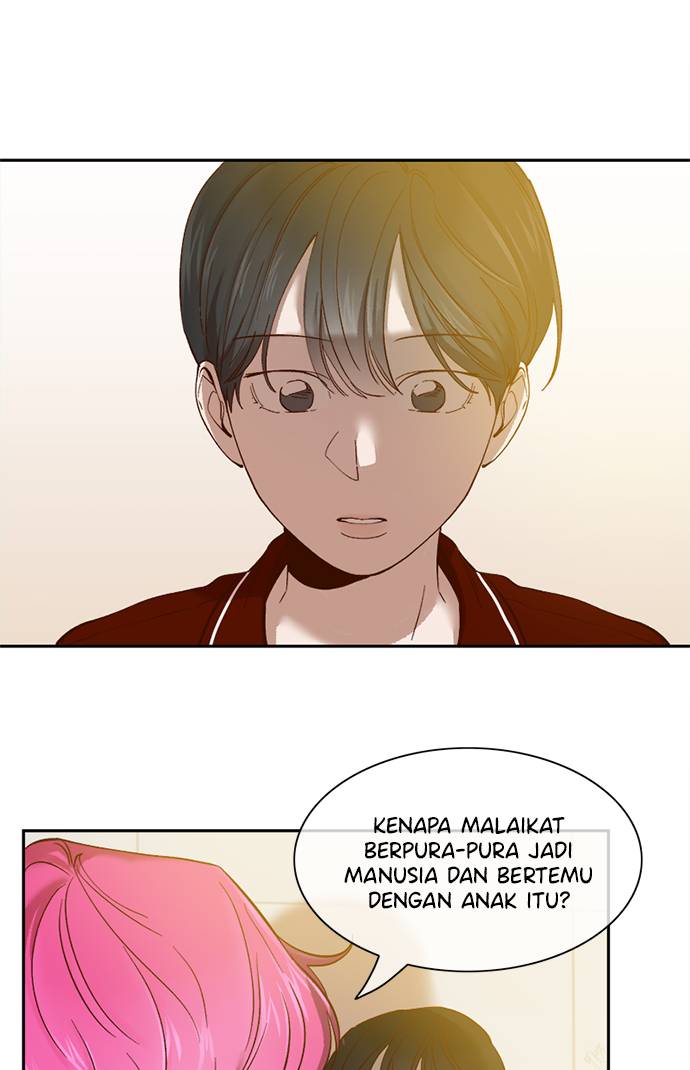 KENAPA MALAIKAT
BERPURA-PURA JADI
MANUSIA DAN BERTEMU
DENGAN ANAK ITU?